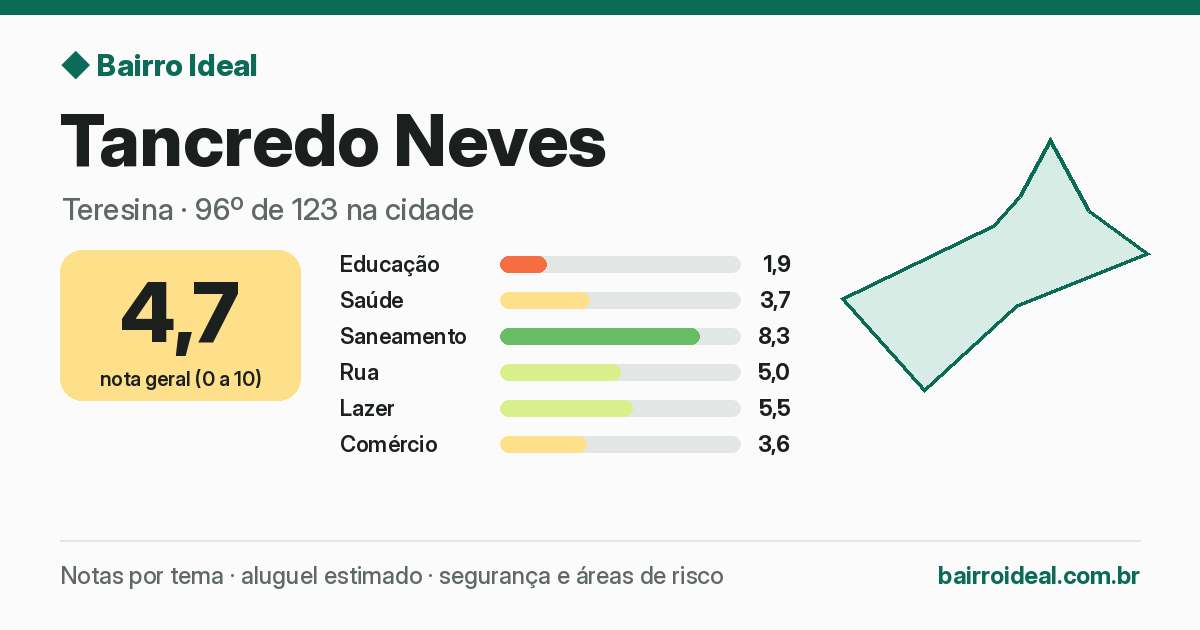 Bairro Ideal
Tancredo Neves
Teresina · 96º de 123 na cidade
4,7
nota geral (0 a 10)
Educação 1,9
Saúde 3,7
Saneamento 8,3
Rua 5,0
Lazer 5,5
Comércio 3,6
Notas por tema · aluguel estimado · segurança e áreas de risco
bairroideal.com.br